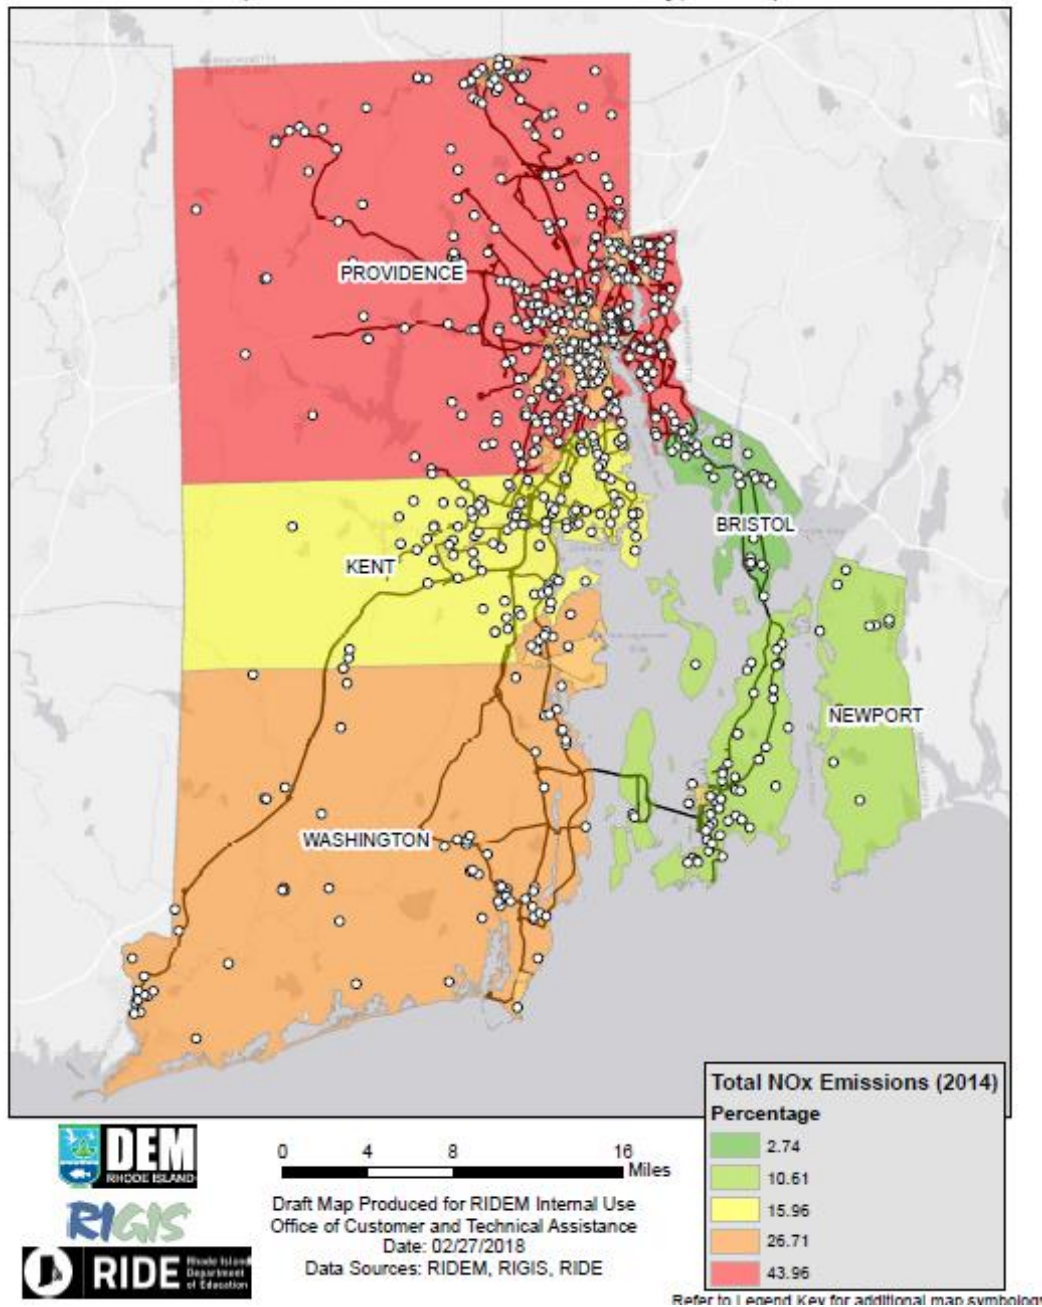 PROVIDENCE
KENT
BRISTOL
NEWPORT
WASHINGTON
Total NOx Emissions (2014)
Percentage
2.74
10.61
15.96
26.71
43.96
DEM
RHODE ISLAND
RIGIS
RIDE Rhode Island
Department
of Education
0 4 8 16
Miles
Draft Map Produced for RIDEM Internal Use
Office of Customer and Technical Assistance
Date: 02/27/2018
Data Sources: RIDEM, RIGIS, RIDE
Refer to Legend Key for additional map symbology